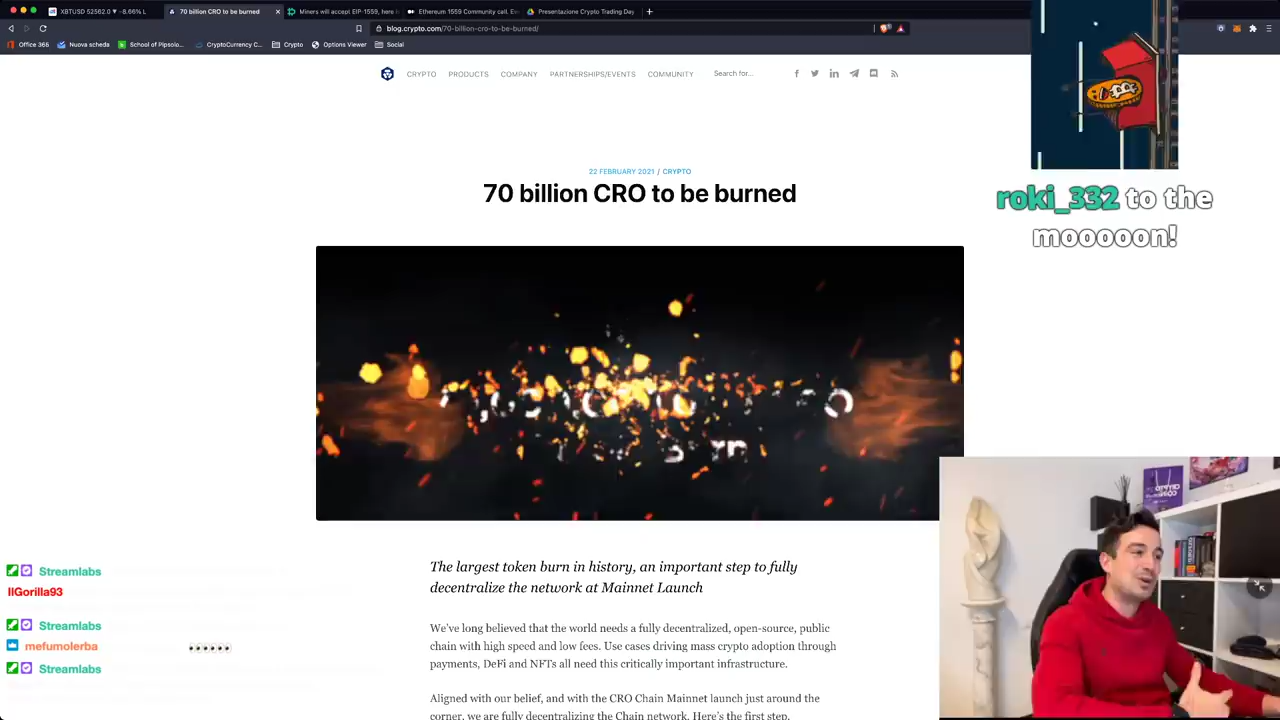 XBTUSD 52562.0 ▼ -8.66% L
70 billion CRO to be burned
Miners will accept EIP-1559, here is
Ethereum 1559 Community call. Ese
Presentazione Crypto Trading Day
blog.crypto.com/70-billion-cro-to-be-burned/
Office 365
Nuova scheda
School of Pipsolo...
CryptoCurrency C...
Crypto
Options Viewer
Social
CRYPTO PRODUCTS COMPANY PARTNERSHIPS/EVENTS COMMUNITY Search for...
22 FEBRUARY 2021 / CRYPTO
70 billion CRO to be burned
roki_332 to the
mooooon!
The largest token burn in history, an important step to fully
decentralize the network at Mainnet Launch
We've long believed that the world needs a fully decentralized, open-source, public
chain with high speed and low fees. Use cases driving mass crypto adoption through
payments, DeFi and NFTs all need this critically important infrastructure.
Aligned with our belief, and with the CRO Chain Mainnet launch just around the
corner, we are fully decentralizing the Chain network. Here's the first step.
Streamlabs
IlGorilla93
Streamlabs
mefumolerba
Streamlabs